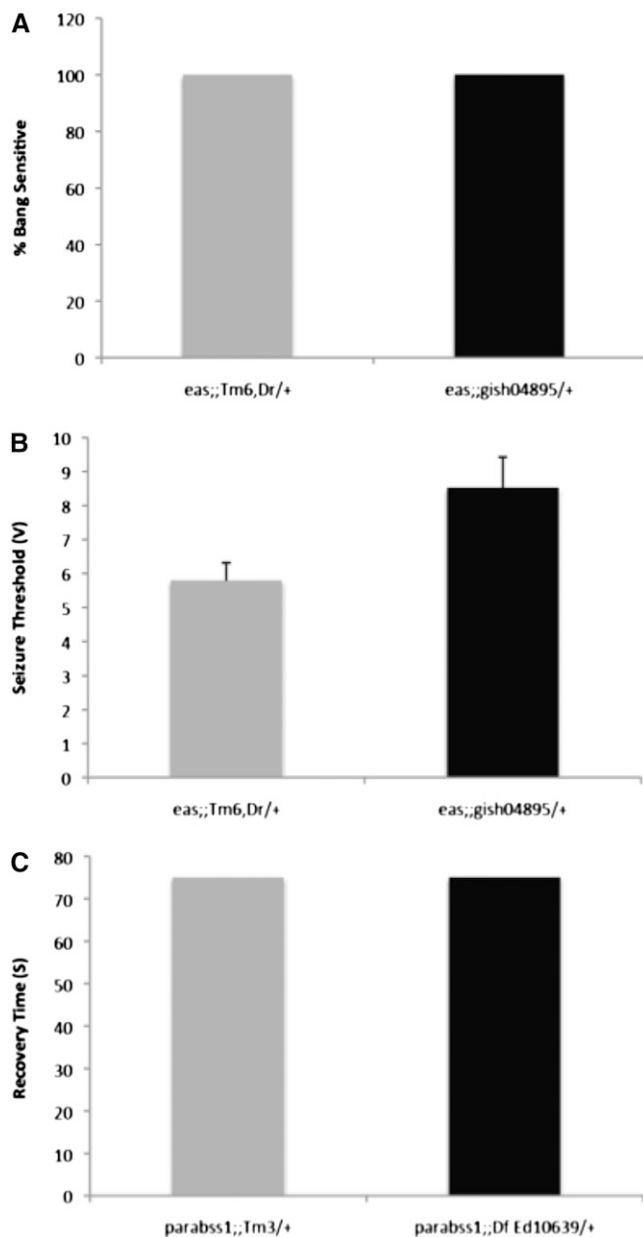 A
% Bang Sensitive
120
100
80
60
40
20
0
eas;;Tm6,Dr/+
eas;;gish04895/+
B
Seizure Threshold (V)
10
9
8
7
6
5
4
3
2
1
0
eas;;Tm6,Dr/+
eas;;gish04895/+
C
Recovery Time (S)
80
70
60
50
40
30
20
10
0
parabss1;;Tm3/+
parabss1;;Df Ed10639/+